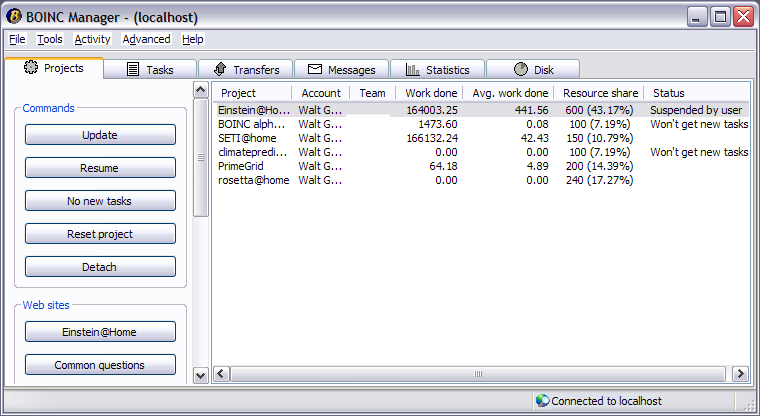 BOINC Manager - (localhost)
File Tools Activity Advanced Help
Projects Tasks Transfers Messages Statistics Disk
Commands
Update
Resume
No new tasks
Reset project
Detach
Web sites
Einstein@Home
Common questions
Project Account Team Work done Avg. work done Resource share Status
Einstein@Ho... Walt G... 164003.25 441.56 600 (43.17%) Suspended by user
BOINC alph... Walt G... 1473.60 0.08 100 (7.19%) Won't get new tasks
SETI@home Walt G... 166132.24 42.43 150 (10.79%)
climatepredi... Walt G... 0.00 0.00 100 (7.19%) Won't get new tasks
PrimeGrid Walt G... 64.18 4.89 200 (14.39%)
rosetta@home Walt G... 0.00 0.00 240 (17.27%)
Connected to localhost